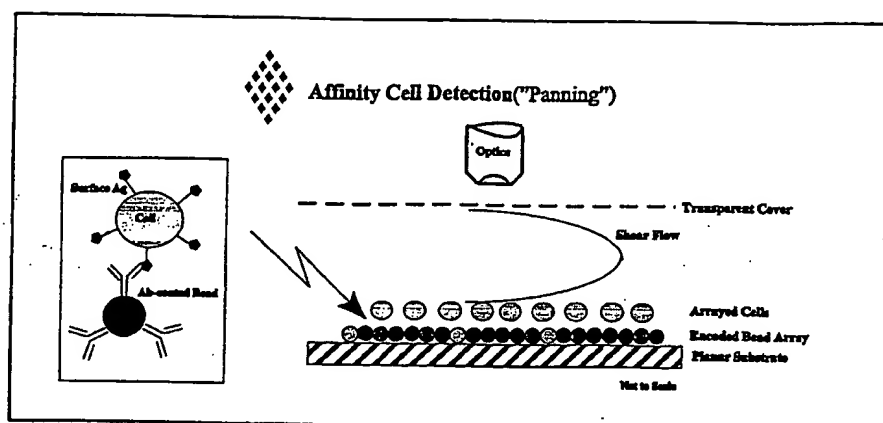 Affinity Cell Detection("Panning")
Optics
Surface Ag
Cell
Transparent Cover
Shear Flow
Ab-coated Bead
Arrayed Cells
Encoded Bead Array
Planar Substrate
Not to Scale